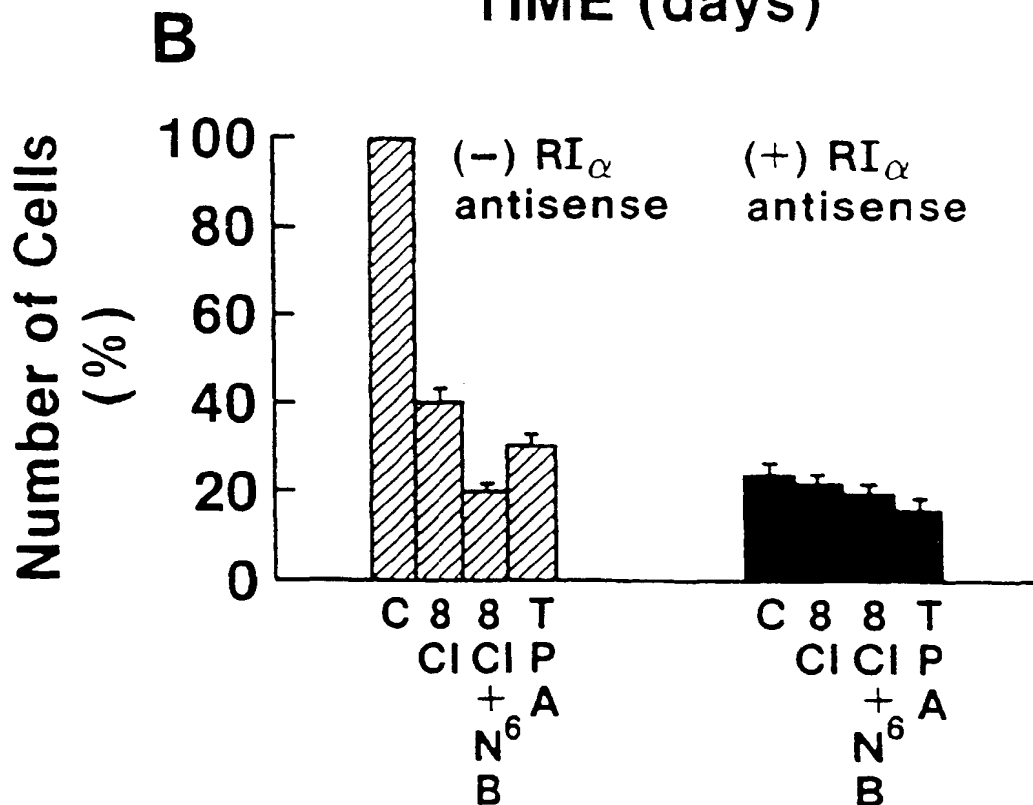 TIME (days)
B
Number of Cells
(%)
100
80
60
40
20
0
(−) RIα
antisense
(+) RIα
antisense
C 8 8 T
Cl Cl P
+ A
N6
B
C 8 8 T
Cl Cl P
+ A
N6
B